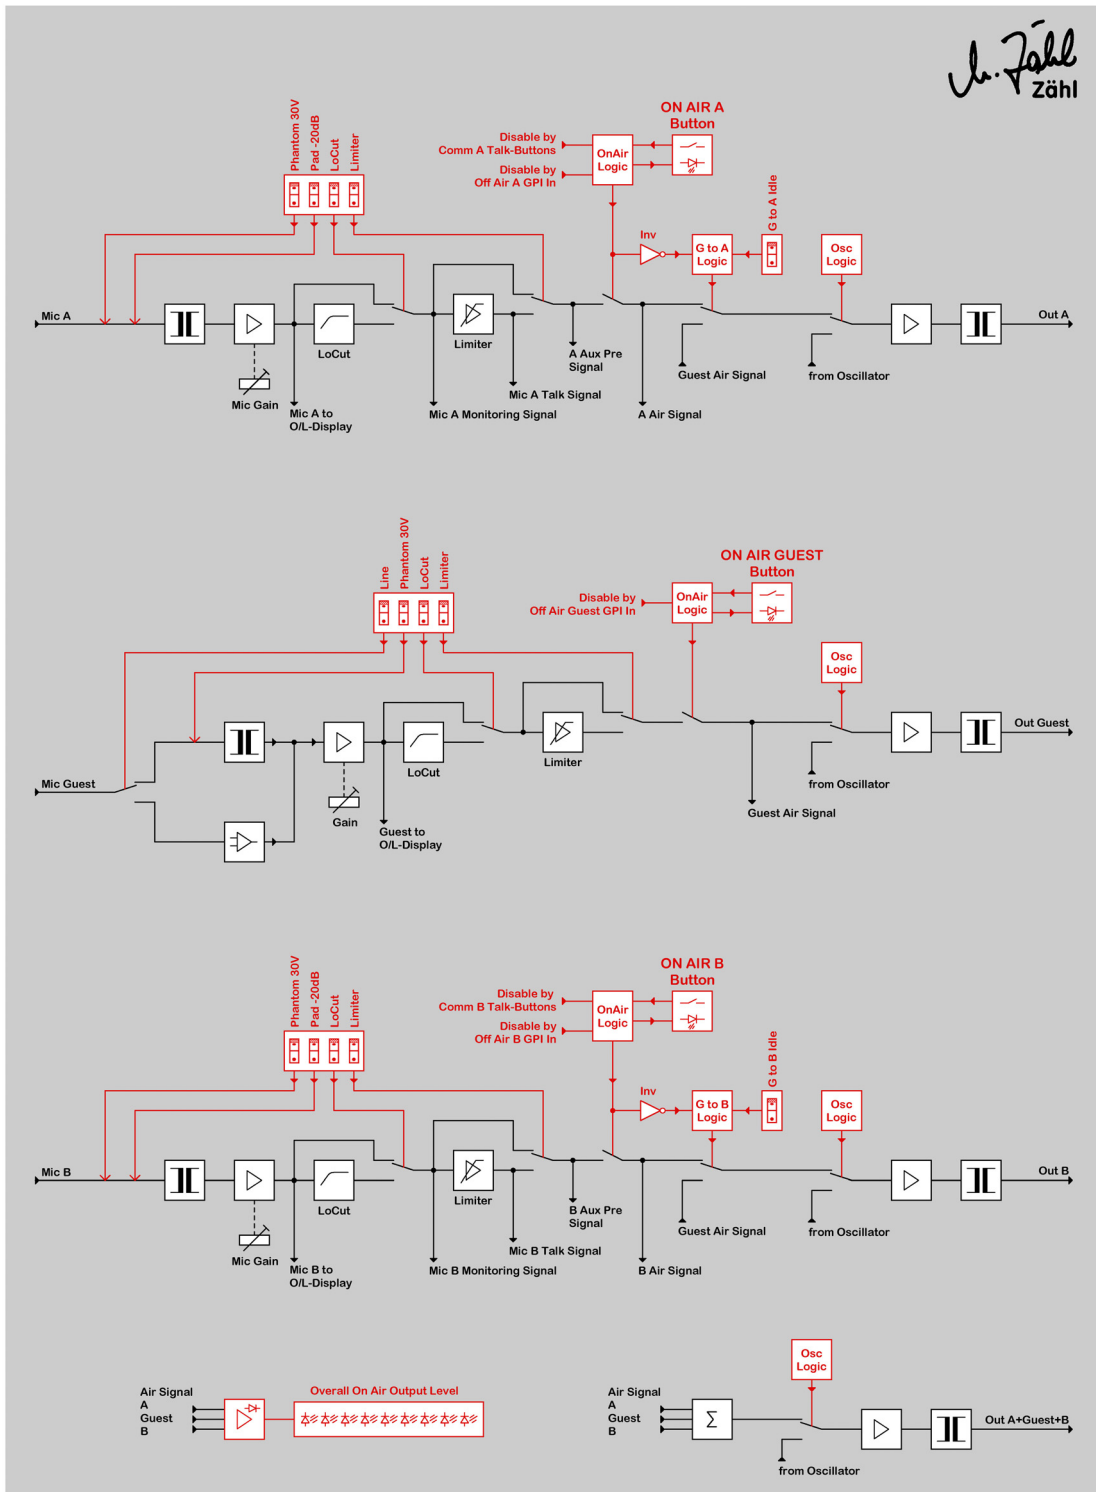 M. Zähl
Zähl
ON AIR A
Button
Phantom 30V
Pad -20dB
LoCut
Limiter
Disable by
Comm A Talk-Buttons
Disable by
Off Air A GPI In
OnAir
Logic
G to A Idle
Inv
G to A
Logic
Osc
Logic
Mic A
Out A
LoCut
Limiter
A Aux Pre
Signal
Guest Air Signal
from Oscillator
Mic Gain
Mic A Talk Signal
Mic A to
O/L-Display
Mic A Monitoring Signal
A Air Signal
Line
Phantom 30V
LoCut
Limiter
ON AIR GUEST
Button
Disable by
Off Air Guest GPI In
OnAir
Logic
Osc
Logic
Out Guest
Mic Guest
LoCut
Limiter
from Oscillator
Gain
Guest to
O/L-Display
Guest Air Signal
ON AIR B
Button
Phantom 30V
Pad -20dB
LoCut
Limiter
Disable by
Comm B Talk-Buttons
Disable by
Off Air B GPI In
OnAir
Logic
G to B Idle
Inv
G to B
Logic
Osc
Logic
Mic B
Out B
LoCut
Limiter
B Aux Pre
Signal
Guest Air Signal
from Oscillator
Mic Gain
Mic B Talk Signal
Mic B to
O/L-Display
Mic B Monitoring Signal
B Air Signal
Air Signal
A
Guest
B
Overall On Air Output Level
Air Signal
A
Guest
B
Σ
Osc
Logic
Out A+Guest+B
from Oscillator